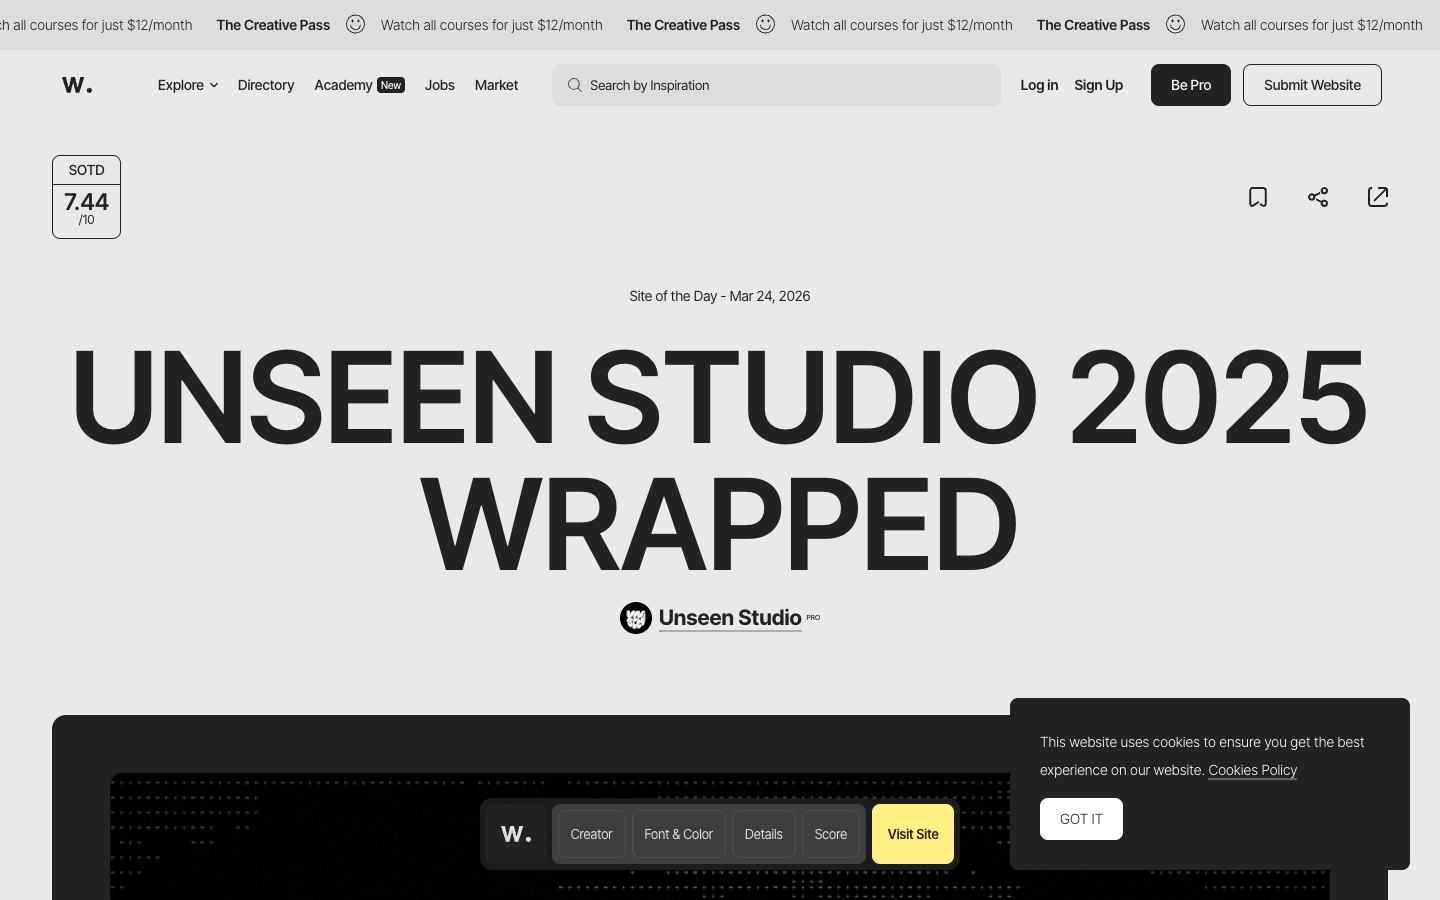 h all courses for just $12/month The Creative Pass Watch all courses for just $12/month The Creative Pass Watch all courses for just $12/month The Creative Pass Watch all courses for just $12/month
W. Explore Directory Academy New Jobs Market Search by Inspiration Log in Sign Up Be Pro Submit Website
SOTD
7.44
/10
Site of the Day - Mar 24, 2026
UNSEEN STUDIO 2025
WRAPPED
Unseen Studio PRO
This website uses cookies to ensure you get the best
experience on our website. Cookies Policy
GOT IT
W. Creator Font & Color Details Score Visit Site